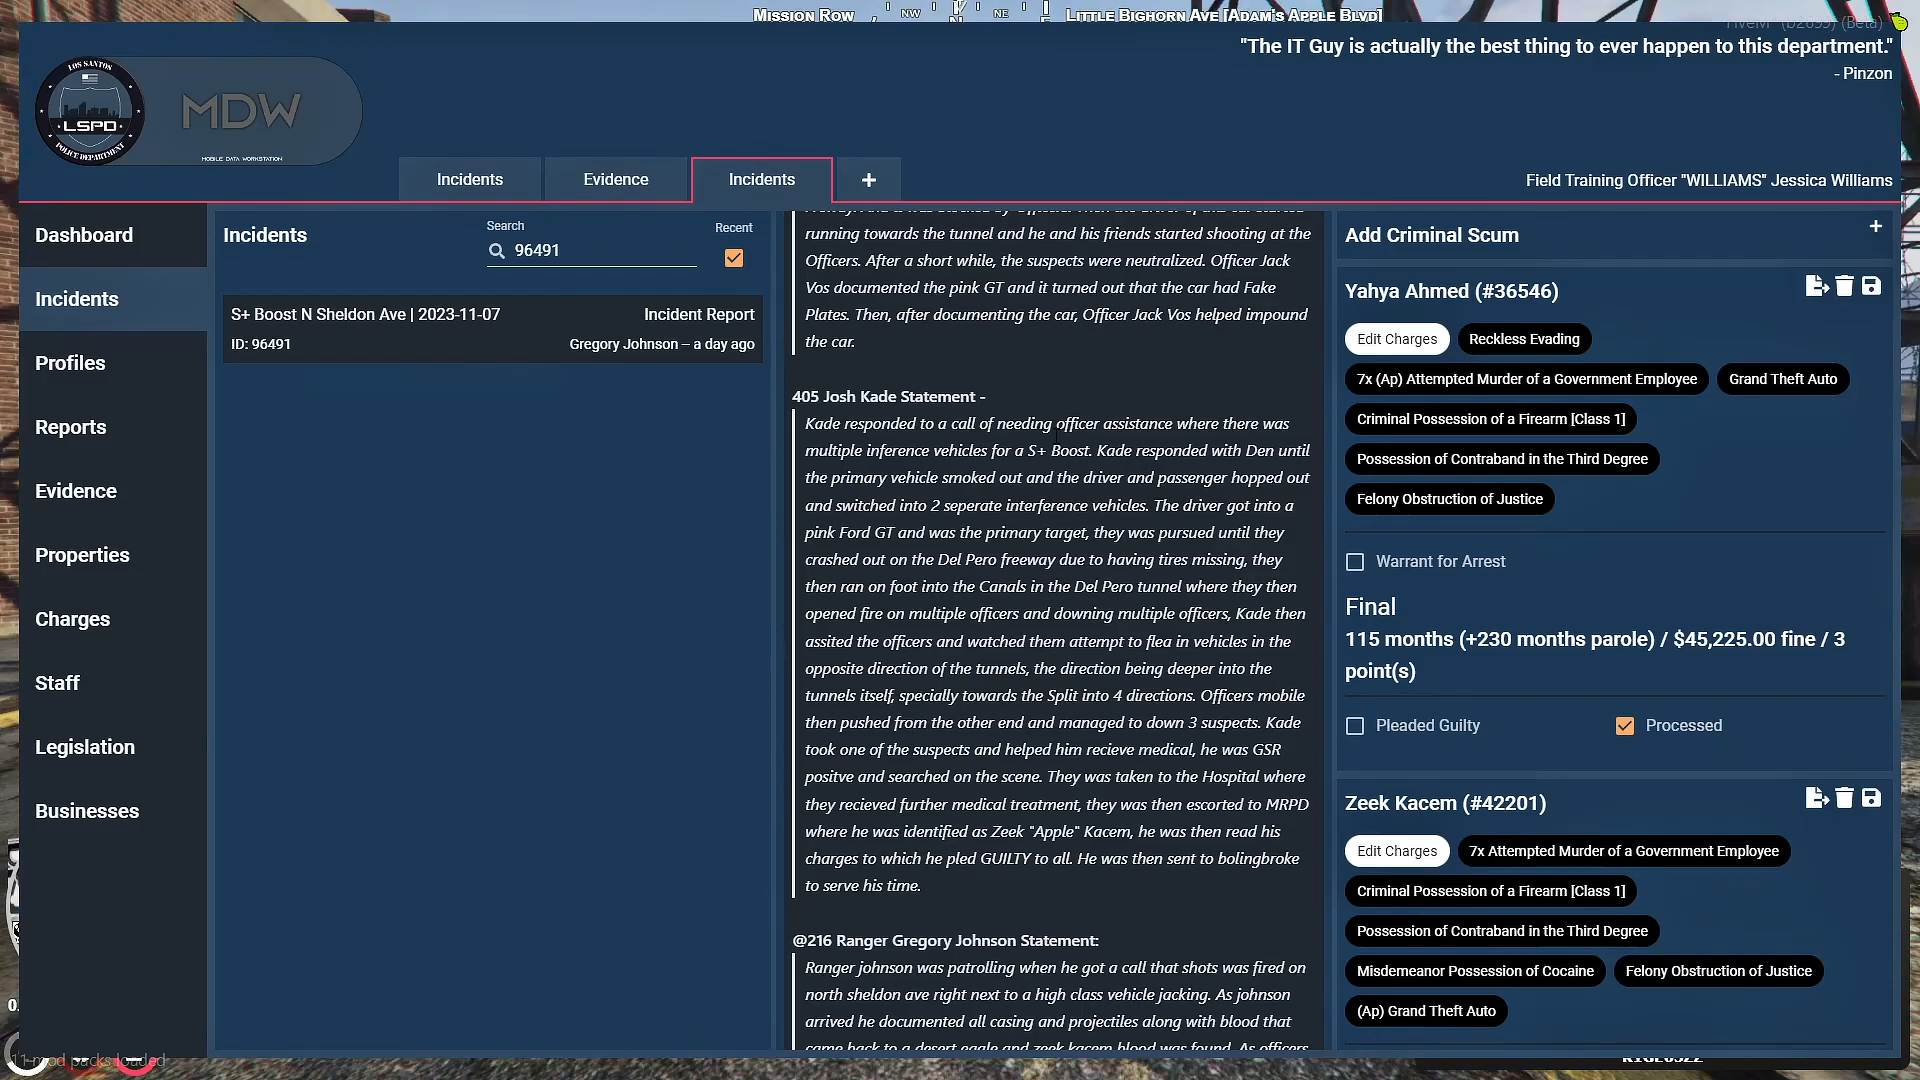 MISSION ROW
NW
N
NE
E
LITTLE BIGHORN AVE [ADAM'S APPLE BLVD]
"The IT Guy is actually the best thing to ever happen to this department."
- Pinzon
LOS SANTOS
LSPD
POLICE DEPARTMENT
MDW
MOBILE DATA WORKSTATION
Incidents
Evidence
Incidents
+
Field Training Officer "WILLIAMS" Jessica Williams
Dashboard
Incidents
Profiles
Reports
Evidence
Properties
Charges
Staff
Legislation
Businesses
Incidents
Search
96491
Recent
S+ Boost N Sheldon Ave | 2023-11-07
Incident Report
ID: 96491
Gregory Johnson – a day ago
running towards the tunnel and he and his friends started shooting at the
Officers. After a short while, the suspects were neutralized. Officer Jack
Vos documented the pink GT and it turned out that the car had Fake
Plates. Then, after documenting the car, Officer Jack Vos helped impound
the car.
405 Josh Kade Statement -
Kade responded to a call of needing officer assistance where there was
multiple inference vehicles for a S+ Boost. Kade responded with Den until
the primary vehicle smoked out and the driver and passenger hopped out
and switched into 2 seperate interference vehicles. The driver got into a
pink Ford GT and was the primary target, they was pursued until they
crashed out on the Del Pero freeway due to having tires missing, they
then ran on foot into the Canals in the Del Pero tunnel where they then
opened fire on multiple officers and downing multiple officers, Kade then
assited the officers and watched them attempt to flea in vehicles in the
opposite direction of the tunnels, the direction being deeper into the
tunnels itself, specially towards the Split into 4 directions. Officers mobile
then pushed from the other end and managed to down 3 suspects. Kade
took one of the suspects and helped him recieve medical, he was GSR
positve and searched on the scene. They was taken to the Hospital where
they recieved further medical treatment, they was then escorted to MRPD
where he was identified as Zeek "Apple" Kacem, he was then read his
charges to which he pled GUILTY to all. He was then sent to bolingbroke
to serve his time.
@216 Ranger Gregory Johnson Statement:
Ranger johnson was patrolling when he got a call that shots was fired on
north sheldon ave right next to a high class vehicle jacking. As johnson
arrived he documented all casing and projectiles along with blood that
came back to a desert eagle and zeek kacem blood was found. As officers
Add Criminal Scum
+
Yahya Ahmed (#36546)
Edit Charges
Reckless Evading
7x (Ap) Attempted Murder of a Government Employee
Grand Theft Auto
Criminal Possession of a Firearm [Class 1]
Possession of Contraband in the Third Degree
Felony Obstruction of Justice
Warrant for Arrest
Final
115 months (+230 months parole) / $45,225.00 fine / 3
point(s)
Pleaded Guilty
Processed
Zeek Kacem (#42201)
Edit Charges
7x Attempted Murder of a Government Employee
Criminal Possession of a Firearm [Class 1]
Possession of Contraband in the Third Degree
Misdemeanor Possession of Cocaine
Felony Obstruction of Justice
(Ap) Grand Theft Auto
11 mod packs loaded